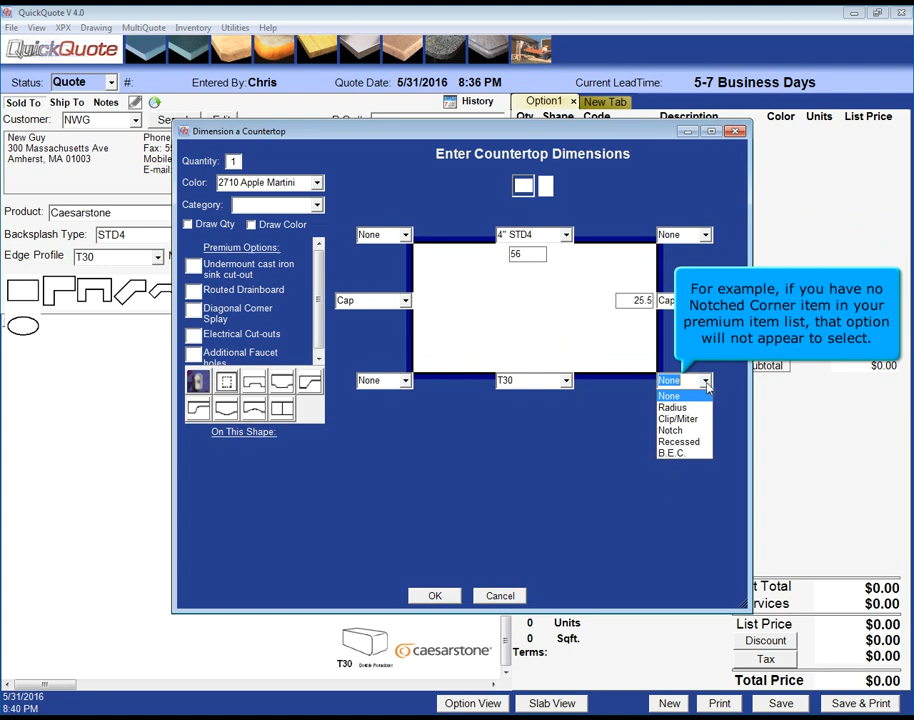 QuickQuote V 4.0
File View XPX Drawing MultiQuote Inventory Utilities Help
QuickQuote
Status: Quote #: Entered By: Chris Quote Date: 5/31/2016 8:36 PM Current LeadTime: 5-7 Business Days
Sold To Ship To Notes History Option1 × New Tab
Customer: NWG
Qty Shape Code Description Color Units List Price
New Guy
300 Massachusetts Ave
Amherst, MA 01003
Phone
Fax: 5
Mobile
E-mail:
Product: Caesarstone
Backsplash Type: STD4
Edge Profile T30
Dimension a Countertop
Enter Countertop Dimensions
Quantity: 1
Color: 2710 Apple Martini
Category:
Draw Qty Draw Color
Premium Options:
Undermount cast iron
sink cut-out
Routed Drainboard
Diagonal Corner
Splay
Electrical Cut-outs
Additional Faucet
holes
On This Shape:
None 4" STD4 None
56
Cap 25.5 Cap
None T30 None
None
Radius
Clip/Miter
Notch
Recessed
B.E.C.
For example, if you have no
Notched Corner item in your
premium item list, that option
will not appear to select.
OK Cancel
ubtotal $0.00
t Total $0.00
ervices $0.00
List Price $0.00
Discount $0.00
Tax $0.00
Total Price $0.00
T30
caesarstone
0 Units
0 Sqft.
Terms:
5/31/2016
8:40 PM
Option View Slab View New Print Save Save & Print